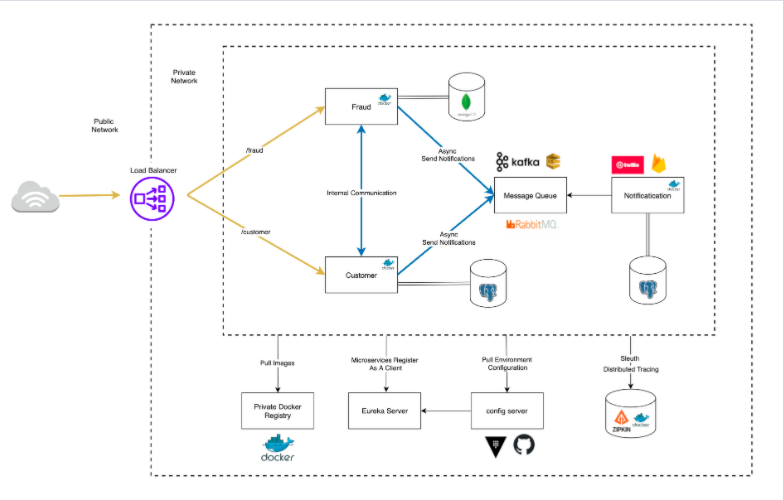 Private
Network
Public
Network
Load Balancer
/fraud
/customer
Fraud
docker
Internal Communication
Async
Send Notifications
kafka
Message Queue
RabbitMQ
twilio
Notificatication
Async
Send Notifications
Customer
Pull Images
Microservices Register
As A Client
Pull Environment
Configuration
Sleuth
Distributed Tracing
Private Docker
Registry
docker
Eureka Server
config server
ZIPKIN
docker